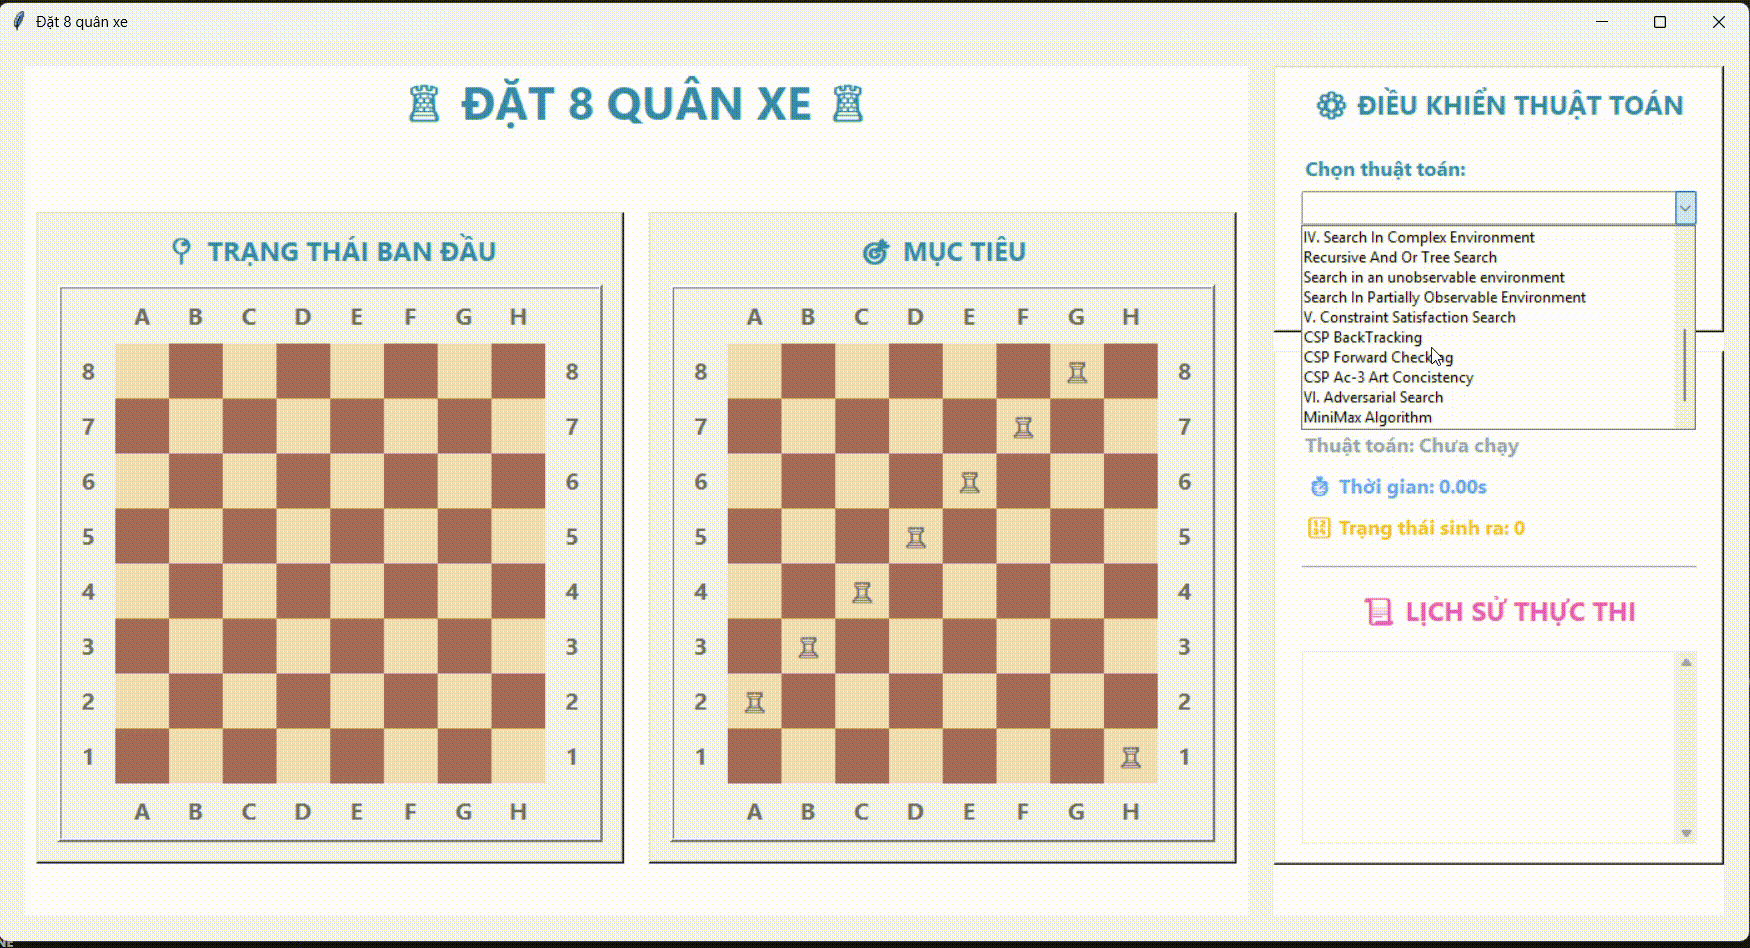 Đặt 8 quân xe
ĐẶT 8 QUÂN XE
TRẠNG THÁI BAN ĐẦU
A B C D E F G H
8 8
7 7
6 6
5 5
4 4
3 3
2 2
1 1
A B C D E F G H
MỤC TIÊU
A B C D E F G H
8 8
7 7
6 6
5 5
4 4
3 3
2 2
1 1
A B C D E F G H
ĐIỀU KHIỂN THUẬT TOÁN
Chọn thuật toán:
IV. Search In Complex Environment
Recursive And Or Tree Search
Search in an unobservable environment
Search In Partially Observable Environment
V. Constraint Satisfaction Search
CSP BackTracking
CSP Forward Checking
CSP Ac-3 Art Concistency
VI. Adversarial Search
MiniMax Algorithm
Thuật toán: Chưa chạy
Thời gian: 0.00s
Trạng thái sinh ra: 0
LỊCH SỬ THỰC THI